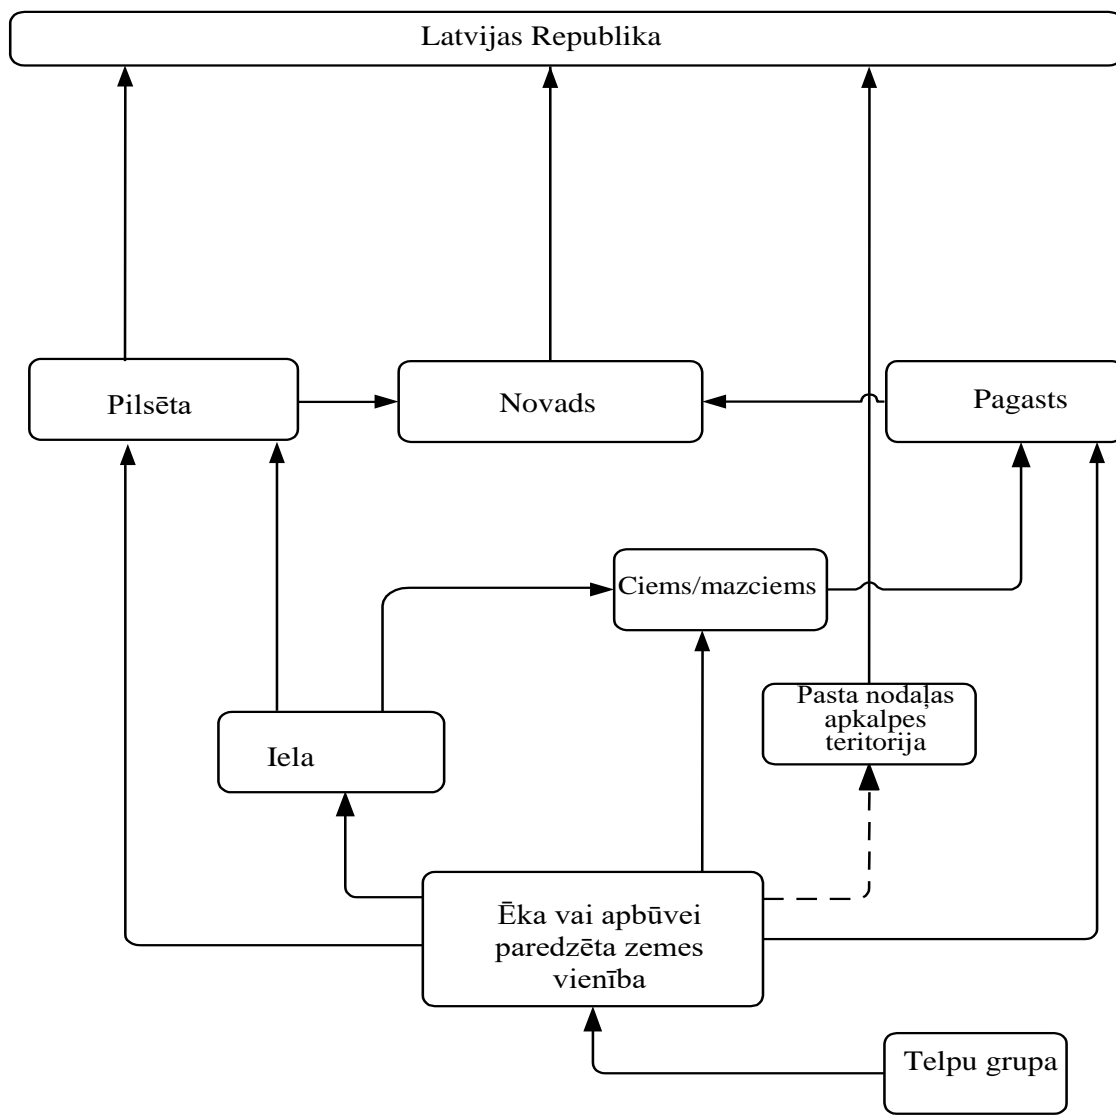 Latvijas Republika
Pilsēta
Novads
Pagasts
Ciems/mazciems
Pasta nodaļas
apkalpes
teritorija
Iela
Ēka vai apbūvei
paredzēta zemes
vienība
Telpu grupa